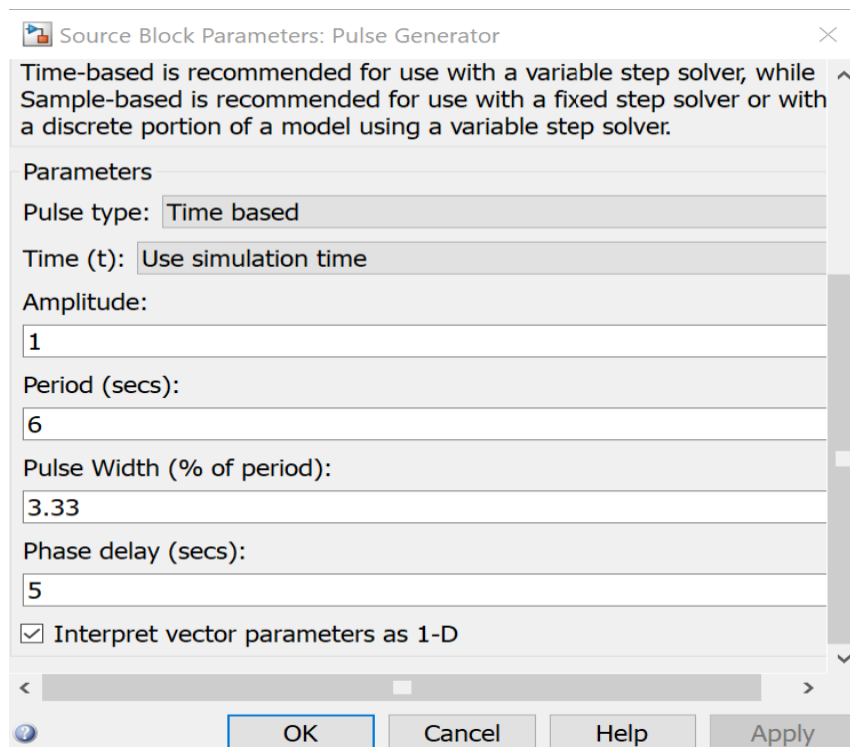 Source Block Parameters: Pulse Generator
Time-based is recommended for use with a variable step solver, while
Sample-based is recommended for use with a fixed step solver or with
a discrete portion of a model using a variable step solver.
Parameters
Pulse type: Time based
Time (t): Use simulation time
Amplitude:
1
Period (secs):
6
Pulse Width (% of period):
3.33
Phase delay (secs):
5
Interpret vector parameters as 1-D
OK Cancel Help Apply